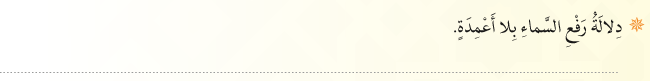 دِلالَةُ رَفْعِ السَّماءِ بِلا أَعْمِدَةٍ.